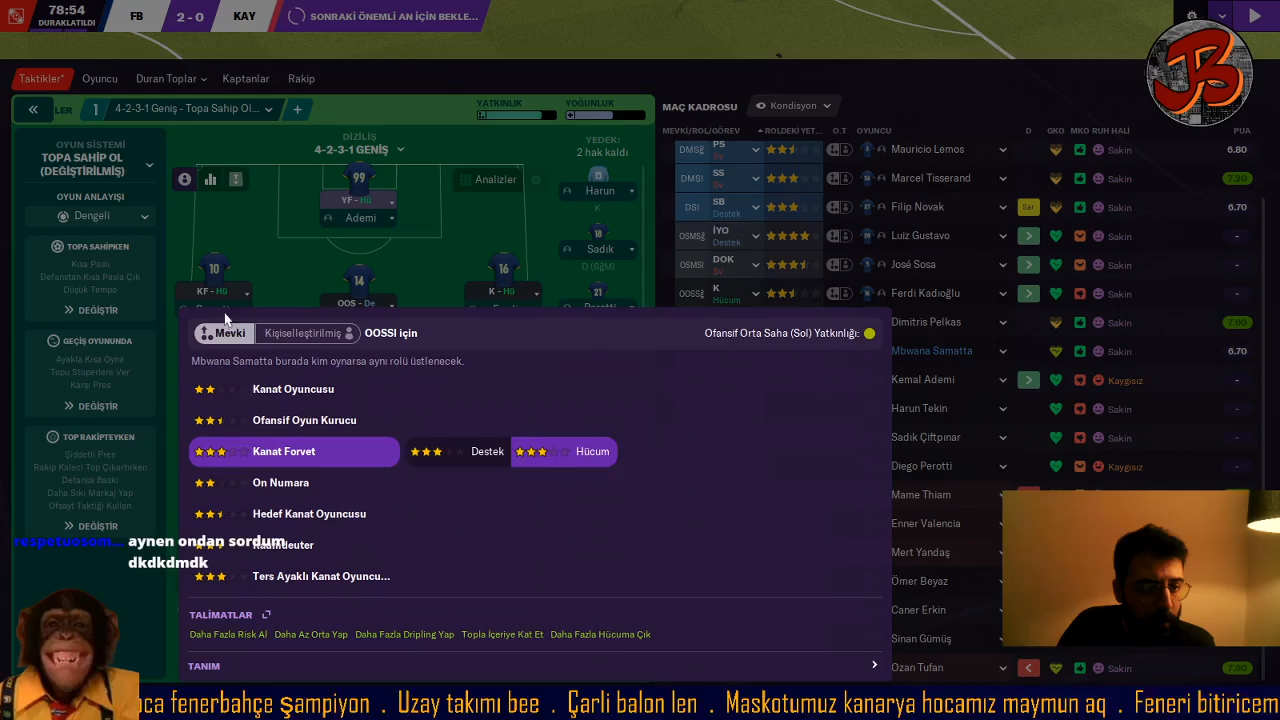 78:54
DURAKLATILDI
FB
2 - 0
KAY
SONRAKİ ÖNEMLİ AN İÇİN BEKLE...
Taktikler*
Oyuncu
Duran Toplar
Kaptanlar
Rakip
1
4-2-3-1 Geniş - Topa Sahip Ol...
YATKINLIK
YOĞUNLUK
OYUN SİSTEMİ
TOPA SAHİP OL
(DEĞİŞTİRİLMİŞ)
OYUN ANLAYIŞI
Dengeli
TOPA SAHİPKEN
Kısa Paslı
Defanstan Kısa Pasla Çık
Düşük Tempo
DEĞİŞTİR
GEÇİŞ OYUNUNDA
Ayakla Kısa Oyna
Topu Stoperlere Ver
Karşı Pres
DEĞİŞTİR
TOP RAKİPTEYKEN
Şiddetli Pres
Rakip Kaleci Top Çıkartırken
Defansa Baskı
Daha Sıkı Markaj Yap
Ofsayt Taktiği Kullan
DEĞİŞTİR
DİZİLİŞ
4-2-3-1 GENİŞ
Analizler
99
YF - Hü
Ademi
10
KF - Hü
14
OOS - De
16
K - Hü
YEDEK:
2 hak kaldı
Harun
K
18
Sadık
D (SğM)
21
MAÇ KADROSU
Kondisyon
MEVKİ/ROL/GÖREV
ROLDEKİ YET...
O.T
OYUNCU
D
GKO
MKO
RUH HALİ
PUA
DMSğ
PS
Sv
Mauricio Lemos
Sakin
6.80
DMSl
SS
Sv
Marcel Tisserand
Sakin
7.20
DSl
SB
Destek
Filip Novak
Sar
Sakin
6.70
OSMSğ
İYO
Destek
Luiz Gustavo
Sakin
-
OSMSl
DOK
Sv
José Sosa
Sakin
-
OOSğ
K
Hücum
Ferdi Kadıoğlu
Sakin
-
Dimitris Pelkas
Sakin
7.00
Mbwana Samatta
Sakin
6.70
Kemal Ademi
Kaygısız
-
Harun Tekin
Sakin
-
Sadık Çiftpınar
Sakin
-
Diego Perotti
Kaygısız
-
Mame Thiam
Enner Valencia
Mert Yandaş
Ömer Beyaz
Caner Erkin
Sinan Gümüş
Ozan Tufan
Sakin
Mevki
Kişiselleştirilmiş
OOSSl için
Ofansif Orta Saha (Sol) Yatkınlığı:
Mbwana Samatta burada kim oynarsa aynı rolü üstlenecek.
Kanat Oyuncusu
Ofansif Oyun Kurucu
Kanat Forvet
Destek
Hücum
On Numara
Hedef Kanat Oyuncusu
Raumdeuter
Ters Ayaklı Kanat Oyuncu...
TALİMATLAR
Daha Fazla Risk Al
Daha Az Orta Yap
Daha Fazla Dripling Yap
Topla İçeriye Kat Et
Daha Fazla Hücuma Çık
TANIM
respetuosom...
aynen ondan sordum
dkdkdmdk
oca fenerbahçe şampiyon . Uzay takımı bee . Çarli balon len . Maskotumuz kanarya hocamız maymun aq . Feneri bitiricem